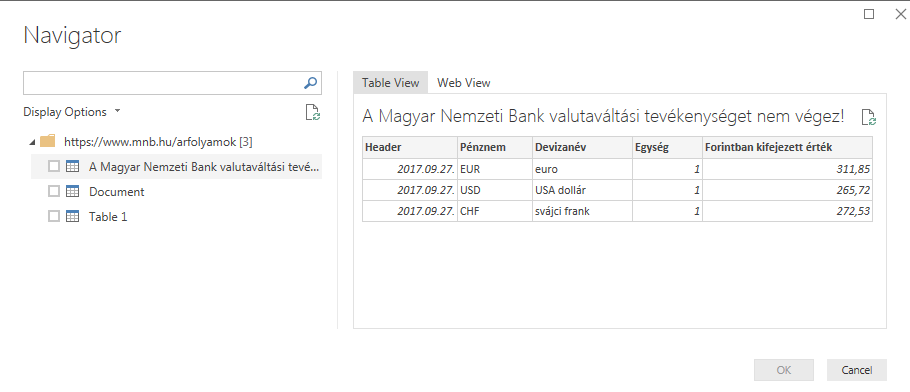 Navigator
Display Options
https://www.mnb.hu/arfolyamok [3]
A Magyar Nemzeti Bank valutaváltási tevé...
Document
Table 1
Table View Web View
A Magyar Nemzeti Bank valutaváltási tevékenységet nem végez!
Header Pénznem Devizanév Egység Forintban kifejezett érték
2017.09.27. EUR euro 1 311,85
2017.09.27. USD USA dollár 1 265,72
2017.09.27. CHF svájci frank 1 272,53
OK Cancel